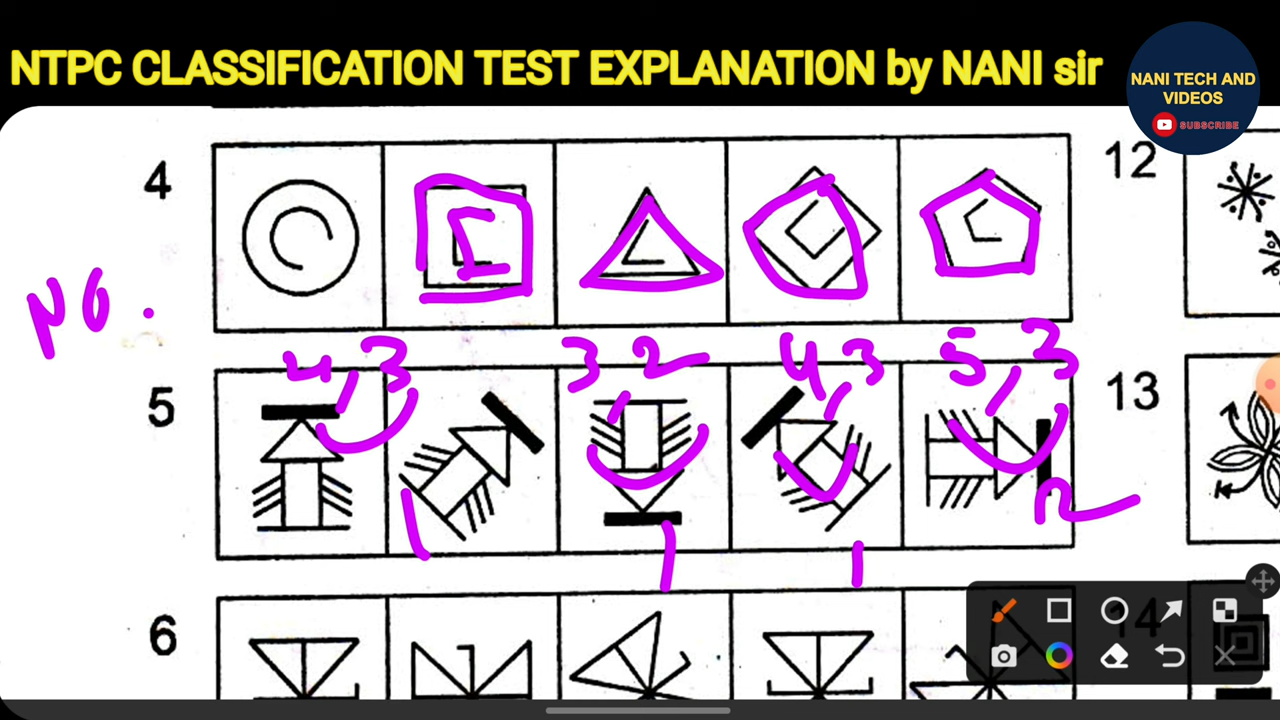 NTPC CLASSIFICATION TEST EXPLANATION by NANI sir
NANI TECH AND
VIDEOS
SUBSCRIBE
4
12
NO.
4,3
3,2
4,3
5,3
5
13
1
1
1
2
6
14